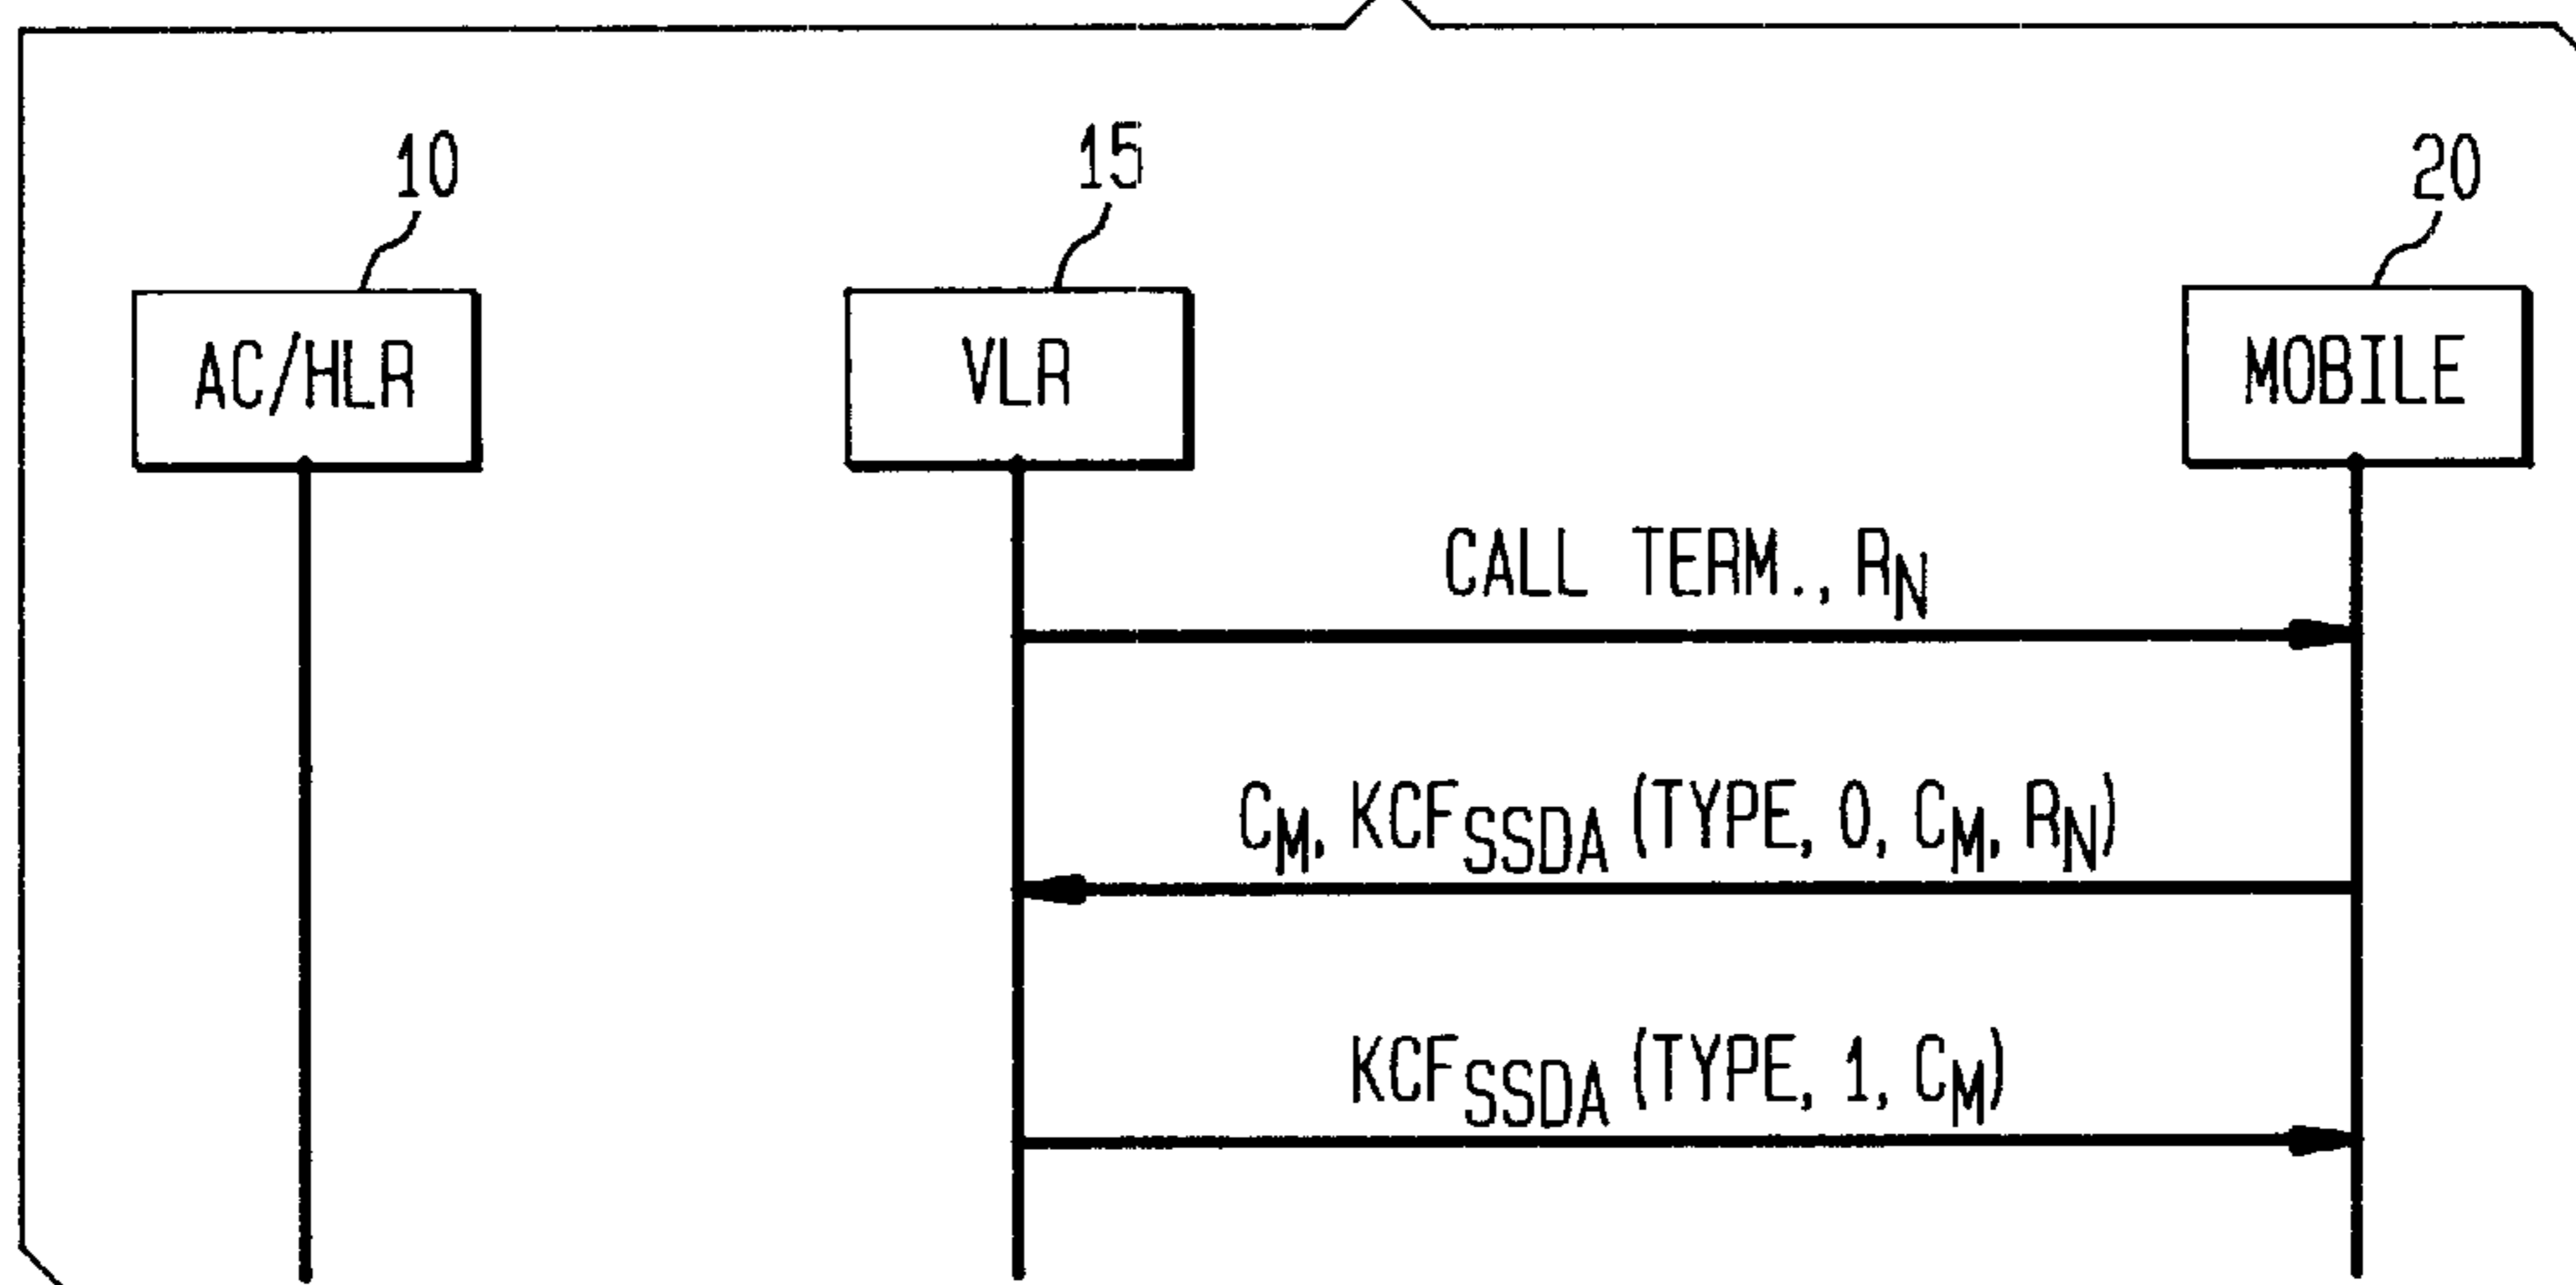 10
15
20
AC/HLR
VLR
MOBILE
CALL TERM., RN
CM, KCFSSDA (TYPE, 0, CM, RN)
KCFSSDA (TYPE, 1, CM)